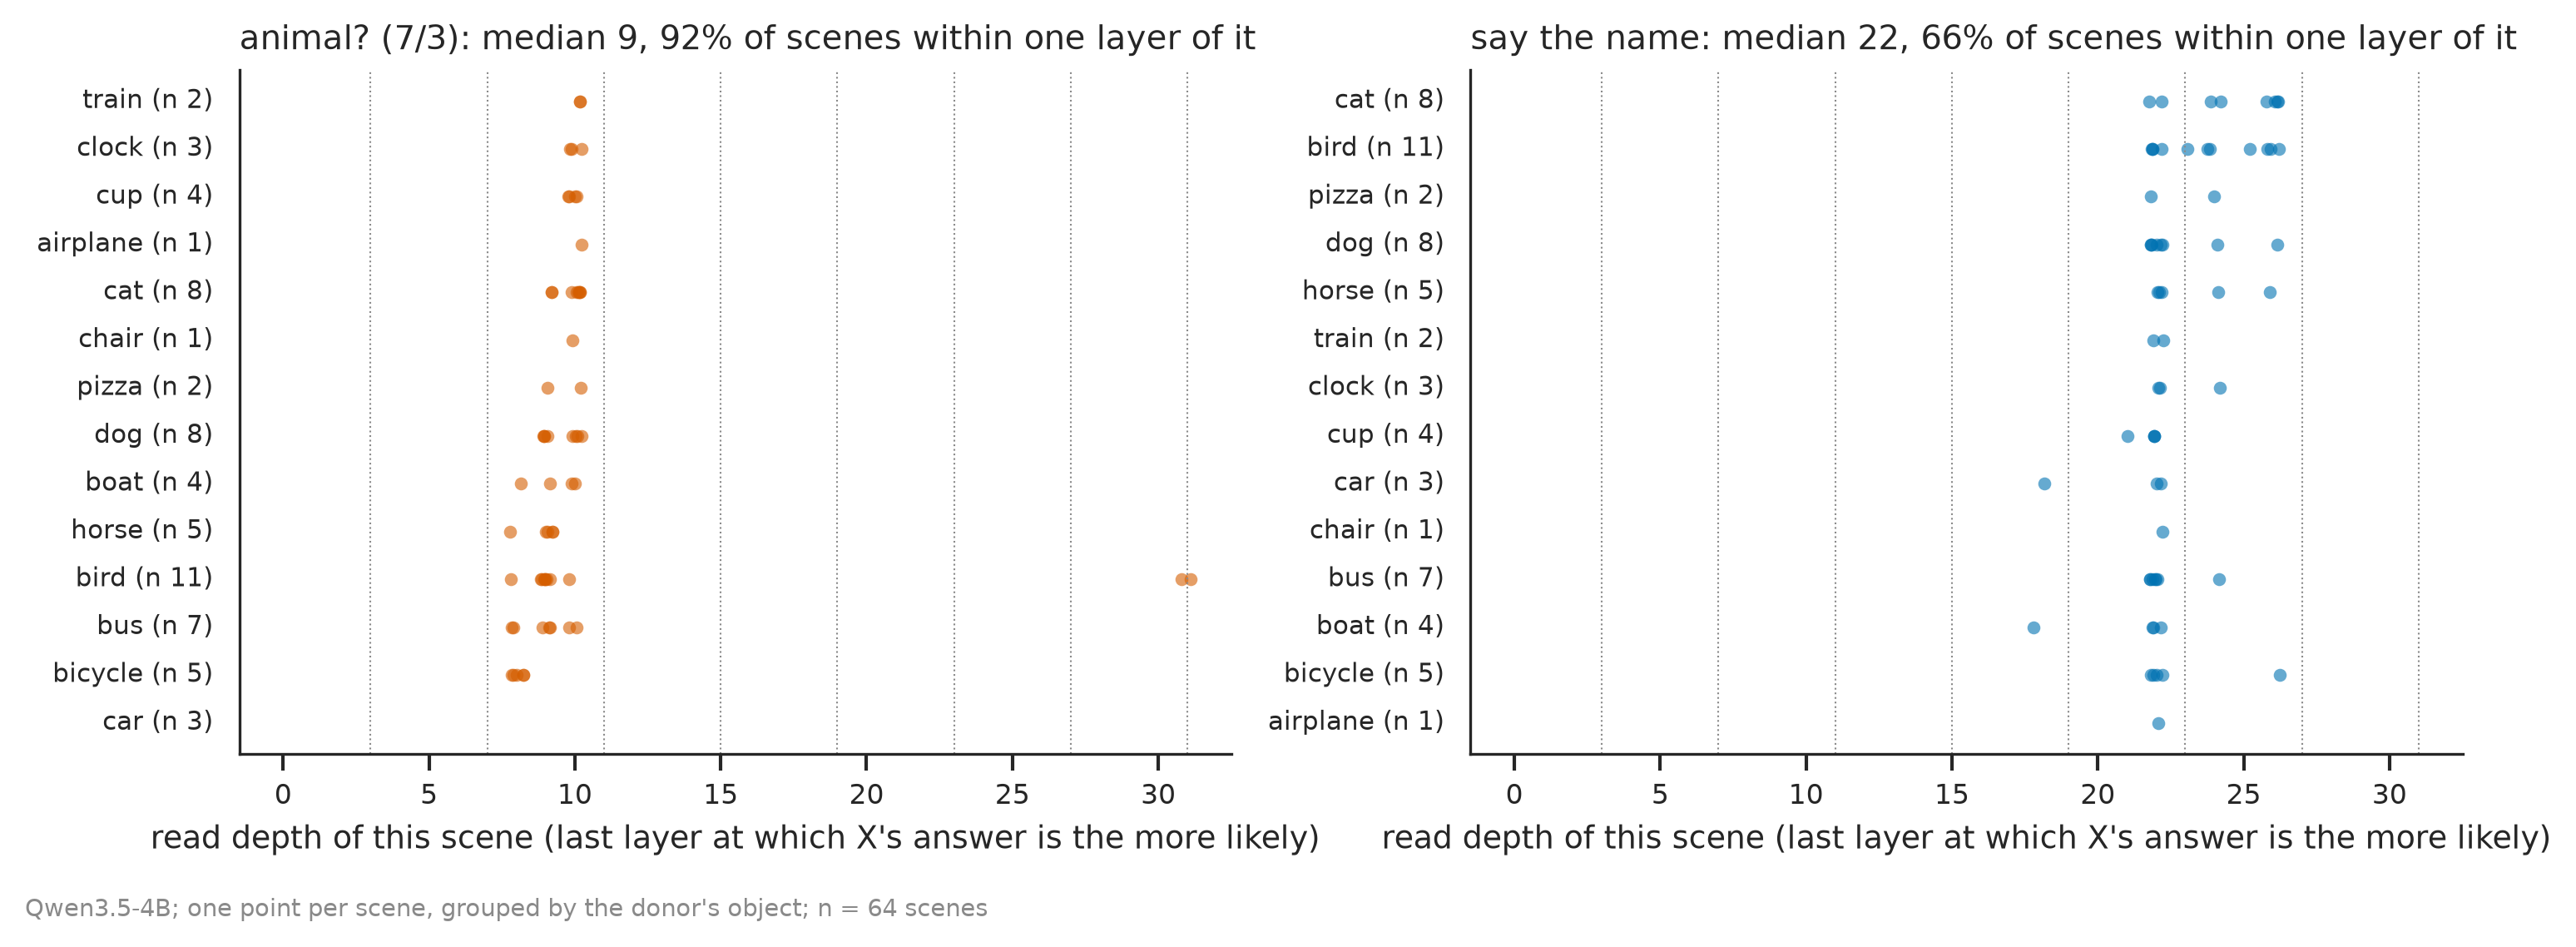 animal? (7/3): median 9, 92% of scenes within one layer of it
train (n 2)
clock (n 3)
cup (n 4)
airplane (n 1)
cat (n 8)
chair (n 1)
pizza (n 2)
dog (n 8)
boat (n 4)
horse (n 5)
bird (n 11)
bus (n 7)
bicycle (n 5)
car (n 3)
0 5 10 15 20 25 30
read depth of this scene (last layer at which X's answer is the more likely)
say the name: median 22, 66% of scenes within one layer of it
cat (n 8)
bird (n 11)
pizza (n 2)
dog (n 8)
horse (n 5)
train (n 2)
clock (n 3)
cup (n 4)
car (n 3)
chair (n 1)
bus (n 7)
boat (n 4)
bicycle (n 5)
airplane (n 1)
0 5 10 15 20 25 30
read depth of this scene (last layer at which X's answer is the more likely)
Qwen3.5-4B; one point per scene, grouped by the donor's object; n = 64 scenes